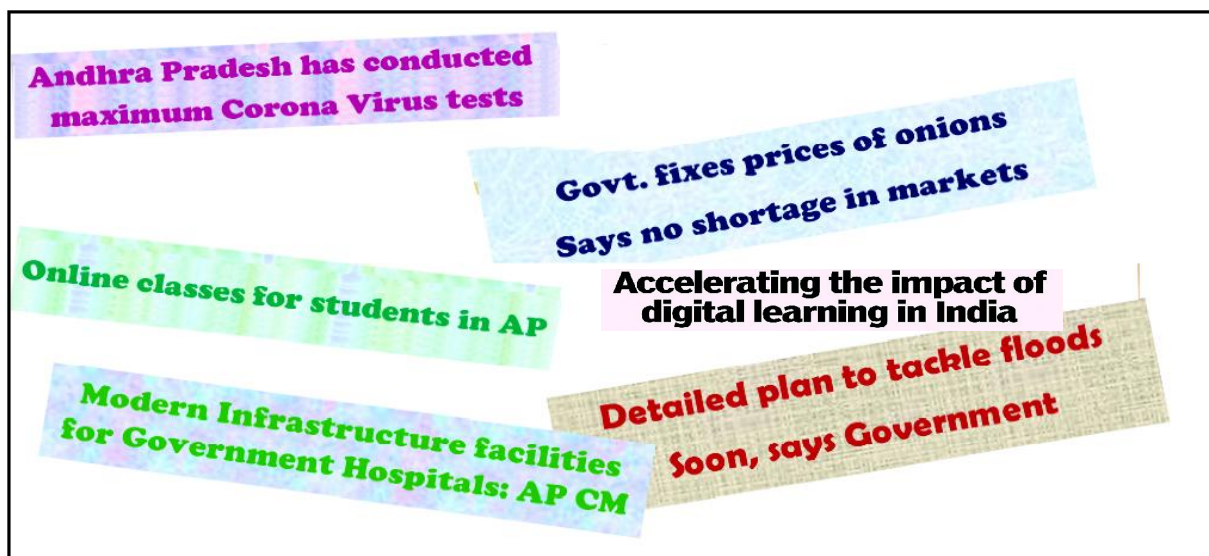 Andhra Pradesh has conducted
maximum Corona Virus tests
Govt. fixes prices of onions
Says no shortage in markets
Online classes for students in AP
Accelerating the impact of
digital learning in India
Detailed plan to tackle floods
Soon, says Government
Modern Infrastructure facilities
for Government Hospitals: AP CM